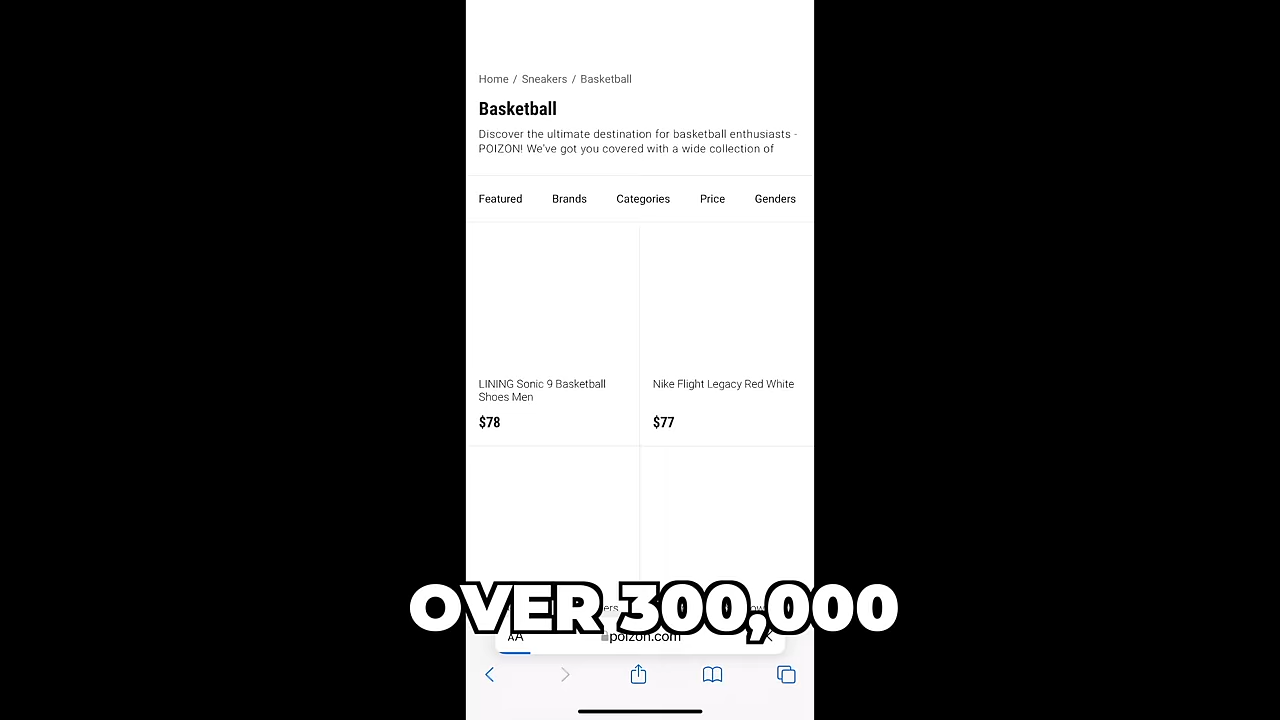 Home / Sneakers / Basketball
Basketball
Discover the ultimate destination for basketball enthusiasts -
POIZON! We've got you covered with a wide collection of
Featured Brands Categories Price Genders
LINING Sonic 9 Basketball
Shoes Men
$78
Nike Flight Legacy Red White
$77
OVER 300,000
AA poizon.com